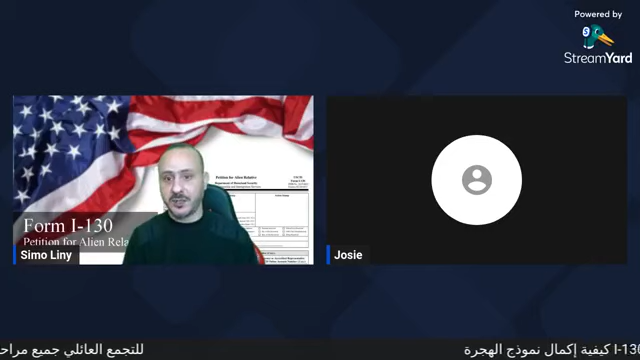 Powered by
StreamYard
Petition for Alien Relative
Form I-130
Petition for Alien Rela
Simo Liny
Josie
I-130 كيفية إكمال نموذج الهجرة
للتجمع العائلي جميع مراح